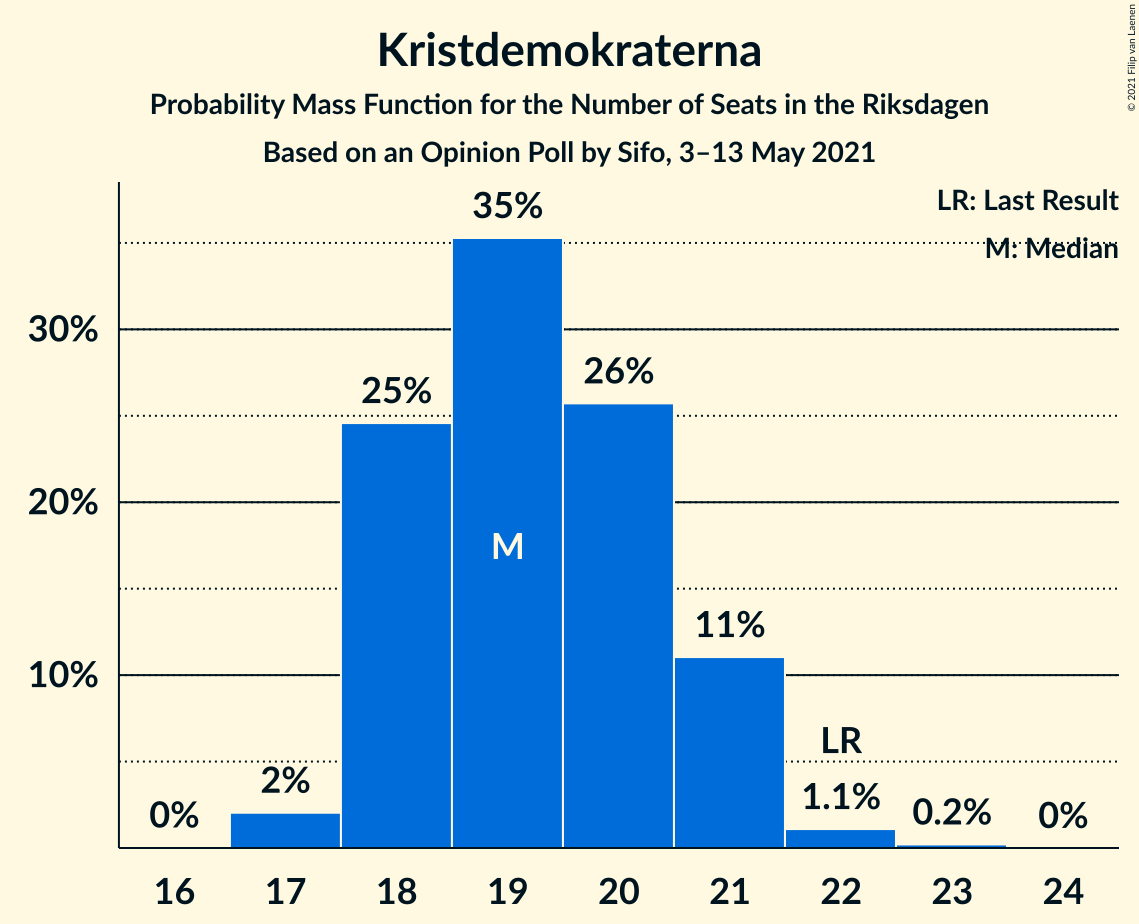 Kristdemokraterna
Probability Mass Function for the Number of Seats in the Riksdagen
Based on an Opinion Poll by Sifo, 3–13 May 2021
© 2021 Filip van Laenen
LR: Last Result
M: Median
35%
30%
26%
25%
20%
M
11%
10%
LR
2%
1.1%
0%
0.2%
0%
16 17 18 19 20 21 22 23 24